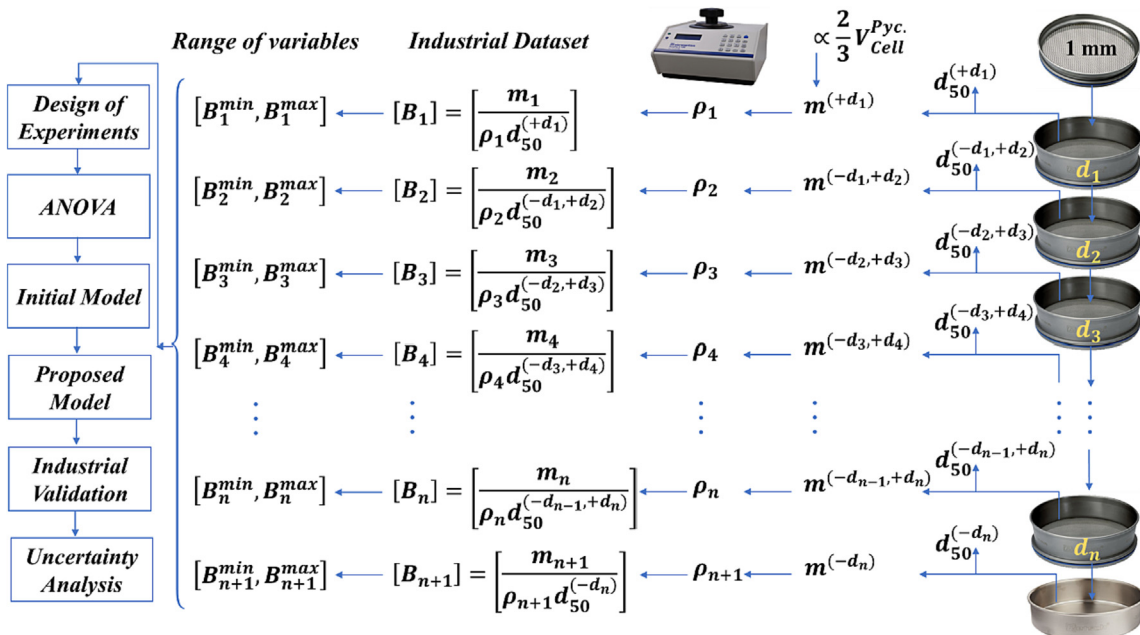 Range of variables
Industrial Dataset
∝ 2/3 V_Cell^Pyc.
1 mm
Design of
Experiments
ANOVA
Initial Model
Proposed
Model
Industrial
Validation
Uncertainty
Analysis
[B_1^min, B_1^max] [B_1] = [m_1 / ρ_1 d_50^(+d_1)] ρ_1 m^(+d_1) d_50^(+d_1)
d_1
[B_2^min, B_2^max] [B_2] = [m_2 / ρ_2 d_50^(-d_1,+d_2)] ρ_2 m^(-d_1,+d_2) d_50^(-d_1,+d_2)
d_2
[B_3^min, B_3^max] [B_3] = [m_3 / ρ_3 d_50^(-d_2,+d_3)] ρ_3 m^(-d_2,+d_3) d_50^(-d_2,+d_3)
d_3
[B_4^min, B_4^max] [B_4] = [m_4 / ρ_4 d_50^(-d_3,+d_4)] ρ_4 m^(-d_3,+d_4) d_50^(-d_3,+d_4)
⋮ ⋮ ⋮ ⋮ ⋮ ⋮
[B_n^min, B_n^max] [B_n] = [m_n / ρ_n d_50^(-d_{n-1},+d_n)] ρ_n m^(-d_{n-1},+d_n) d_50^(-d_{n-1},+d_n)
d_n
[B_{n+1}^min, B_{n+1}^max] [B_{n+1}] = [m_{n+1} / ρ_{n+1} d_50^(-d_n)] ρ_{n+1} m^(-d_n) d_50^(-d_n)